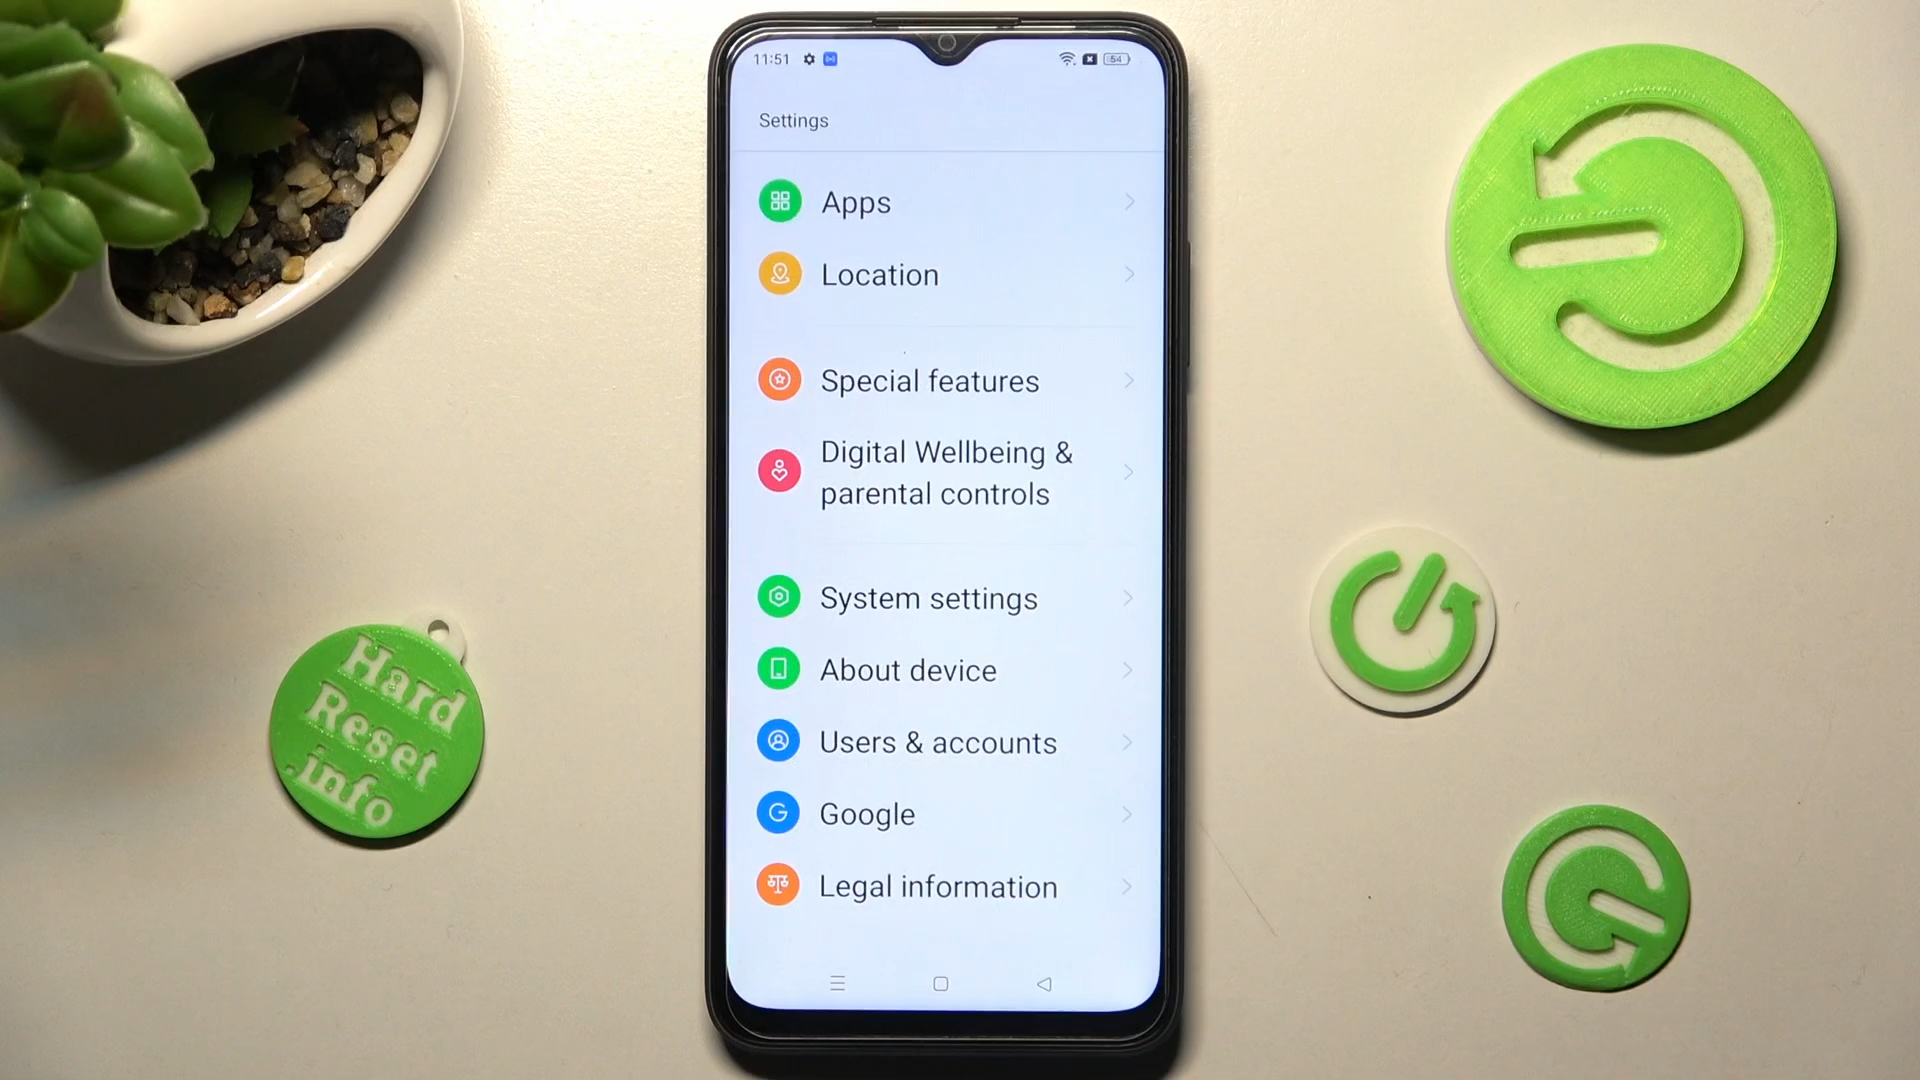 11:51
54
Settings
Apps
Location
Special features
Digital Wellbeing &
parental controls
System settings
About device
Users & accounts
Google
Legal information
Hard
Reset
.info